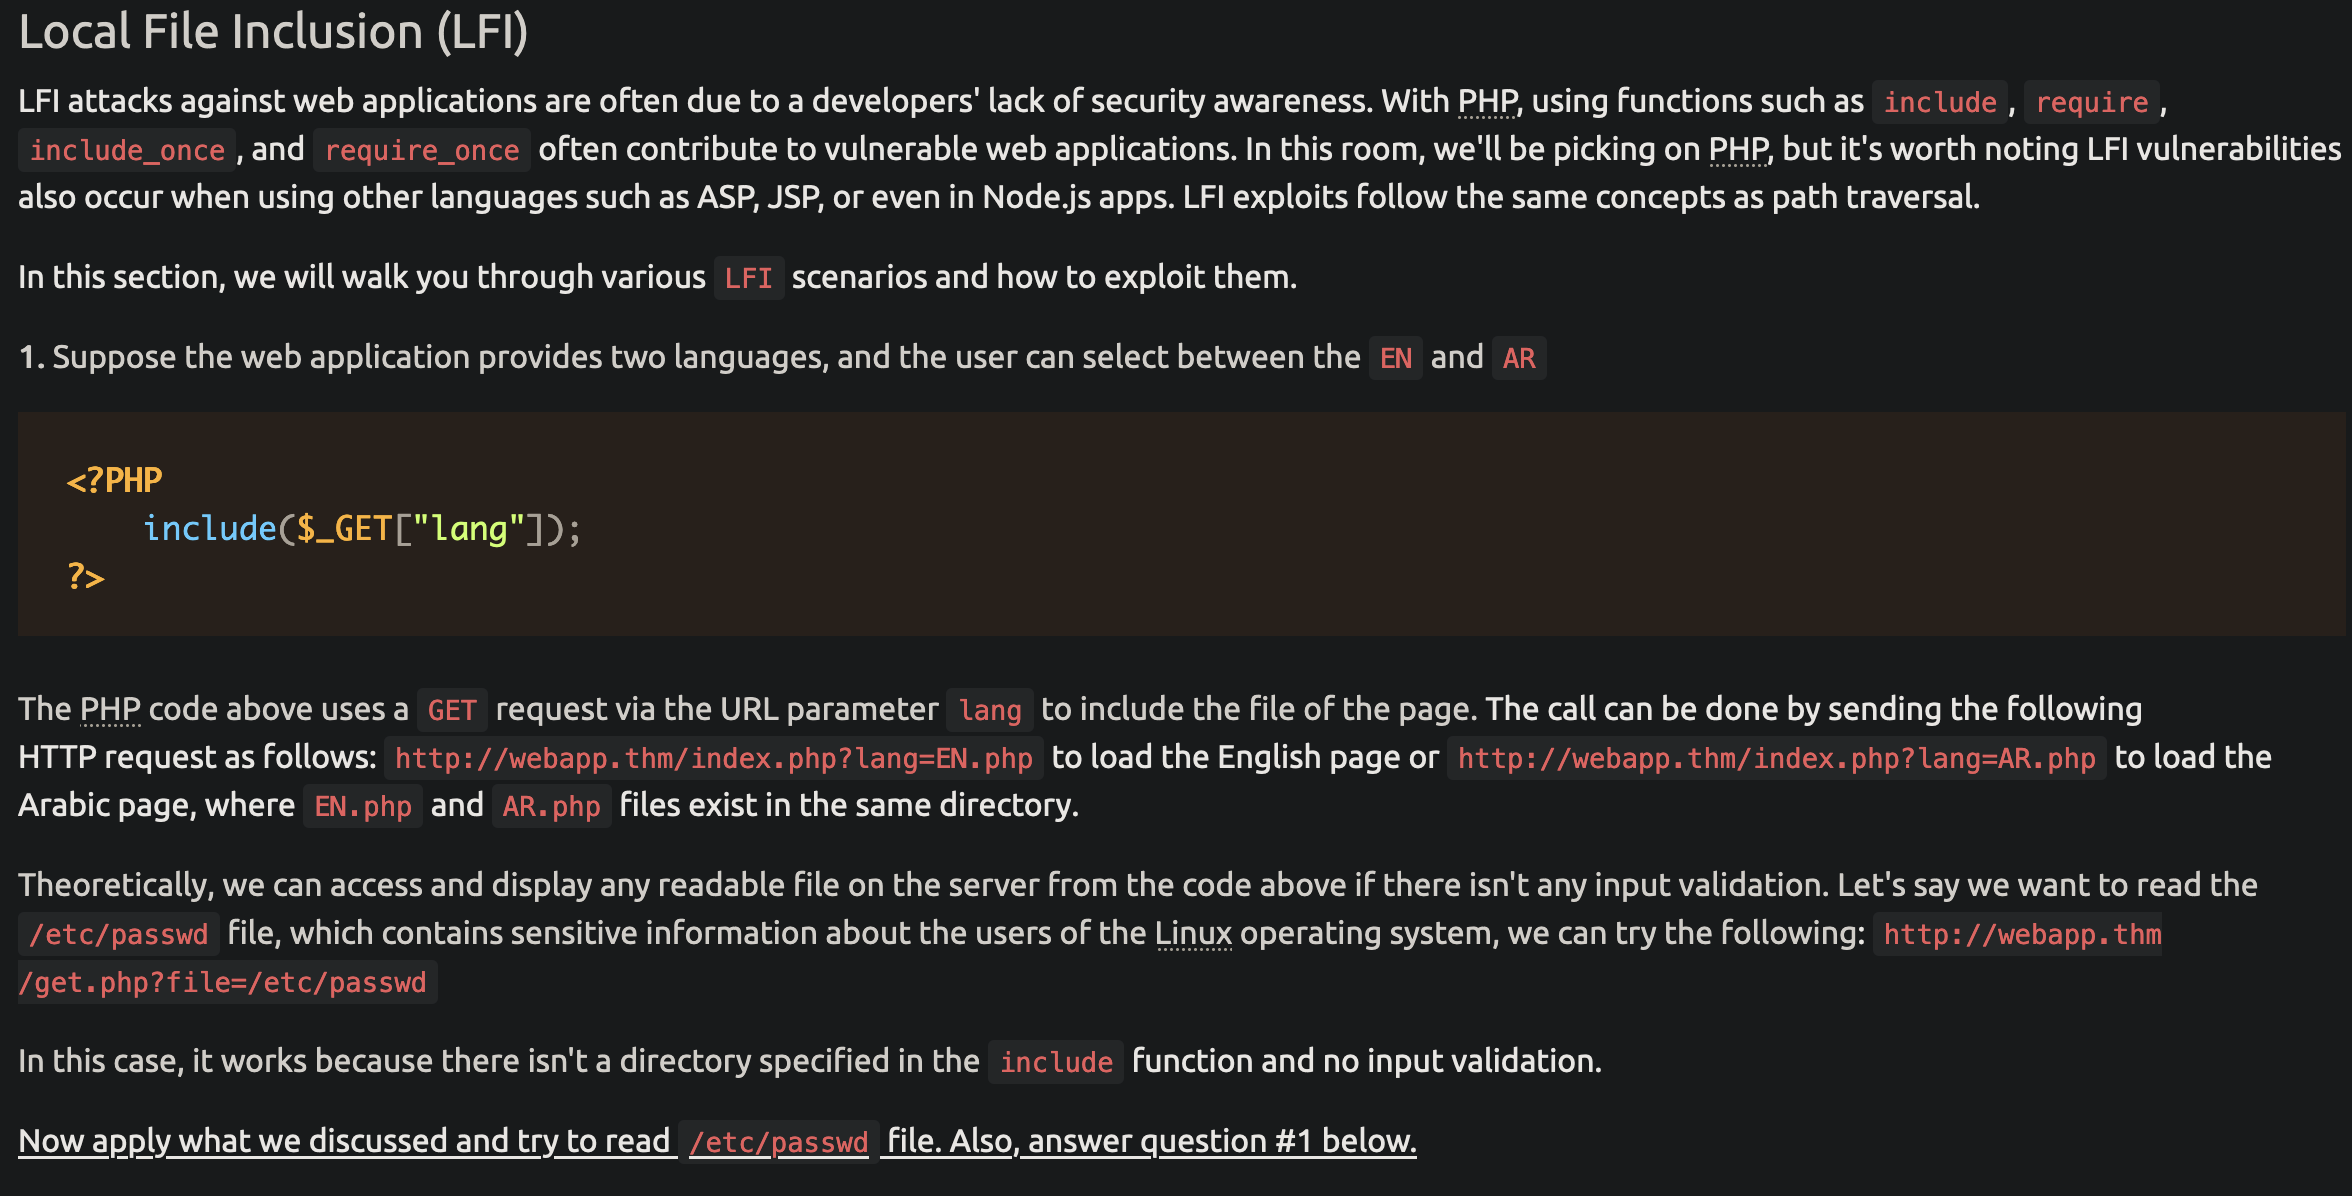 Local File Inclusion (LFI)
LFI attacks against web applications are often due to a developers' lack of security awareness. With PHP, using functions such as include, require,
include_once, and require_once often contribute to vulnerable web applications. In this room, we'll be picking on PHP, but it's worth noting LFI vulnerabilities
also occur when using other languages such as ASP, JSP, or even in Node.js apps. LFI exploits follow the same concepts as path traversal.
In this section, we will walk you through various LFI scenarios and how to exploit them.
1. Suppose the web application provides two languages, and the user can select between the EN and AR
<?PHP
    include($_GET["lang"]);
?>
The PHP code above uses a GET request via the URL parameter lang to include the file of the page. The call can be done by sending the following
HTTP request as follows: http://webapp.thm/index.php?lang=EN.php to load the English page or http://webapp.thm/index.php?lang=AR.php to load the
Arabic page, where EN.php and AR.php files exist in the same directory.
Theoretically, we can access and display any readable file on the server from the code above if there isn't any input validation. Let's say we want to read the
/etc/passwd file, which contains sensitive information about the users of the Linux operating system, we can try the following: http://webapp.thm
/get.php?file=/etc/passwd
In this case, it works because there isn't a directory specified in the include function and no input validation.
Now apply what we discussed and try to read /etc/passwd file. Also, answer question #1 below.